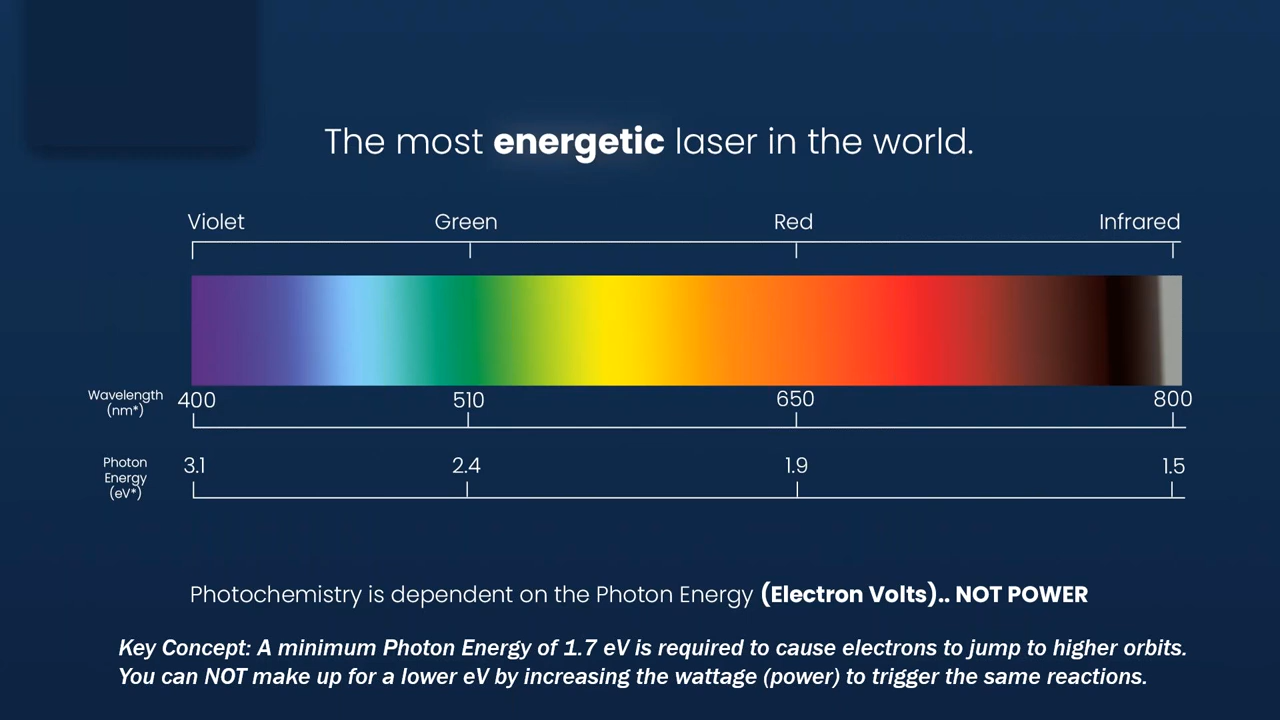 The most energetic laser in the world.
Violet Green Red Infrared
Wavelength
(nm*)
400 510 650 800
Photon
Energy
(eV*)
3.1 2.4 1.9 1.5
Photochemistry is dependent on the Photon Energy (Electron Volts).. NOT POWER
Key Concept: A minimum Photon Energy of 1.7 eV is required to cause electrons to jump to higher orbits.
You can NOT make up for a lower eV by increasing the wattage (power) to trigger the same reactions.